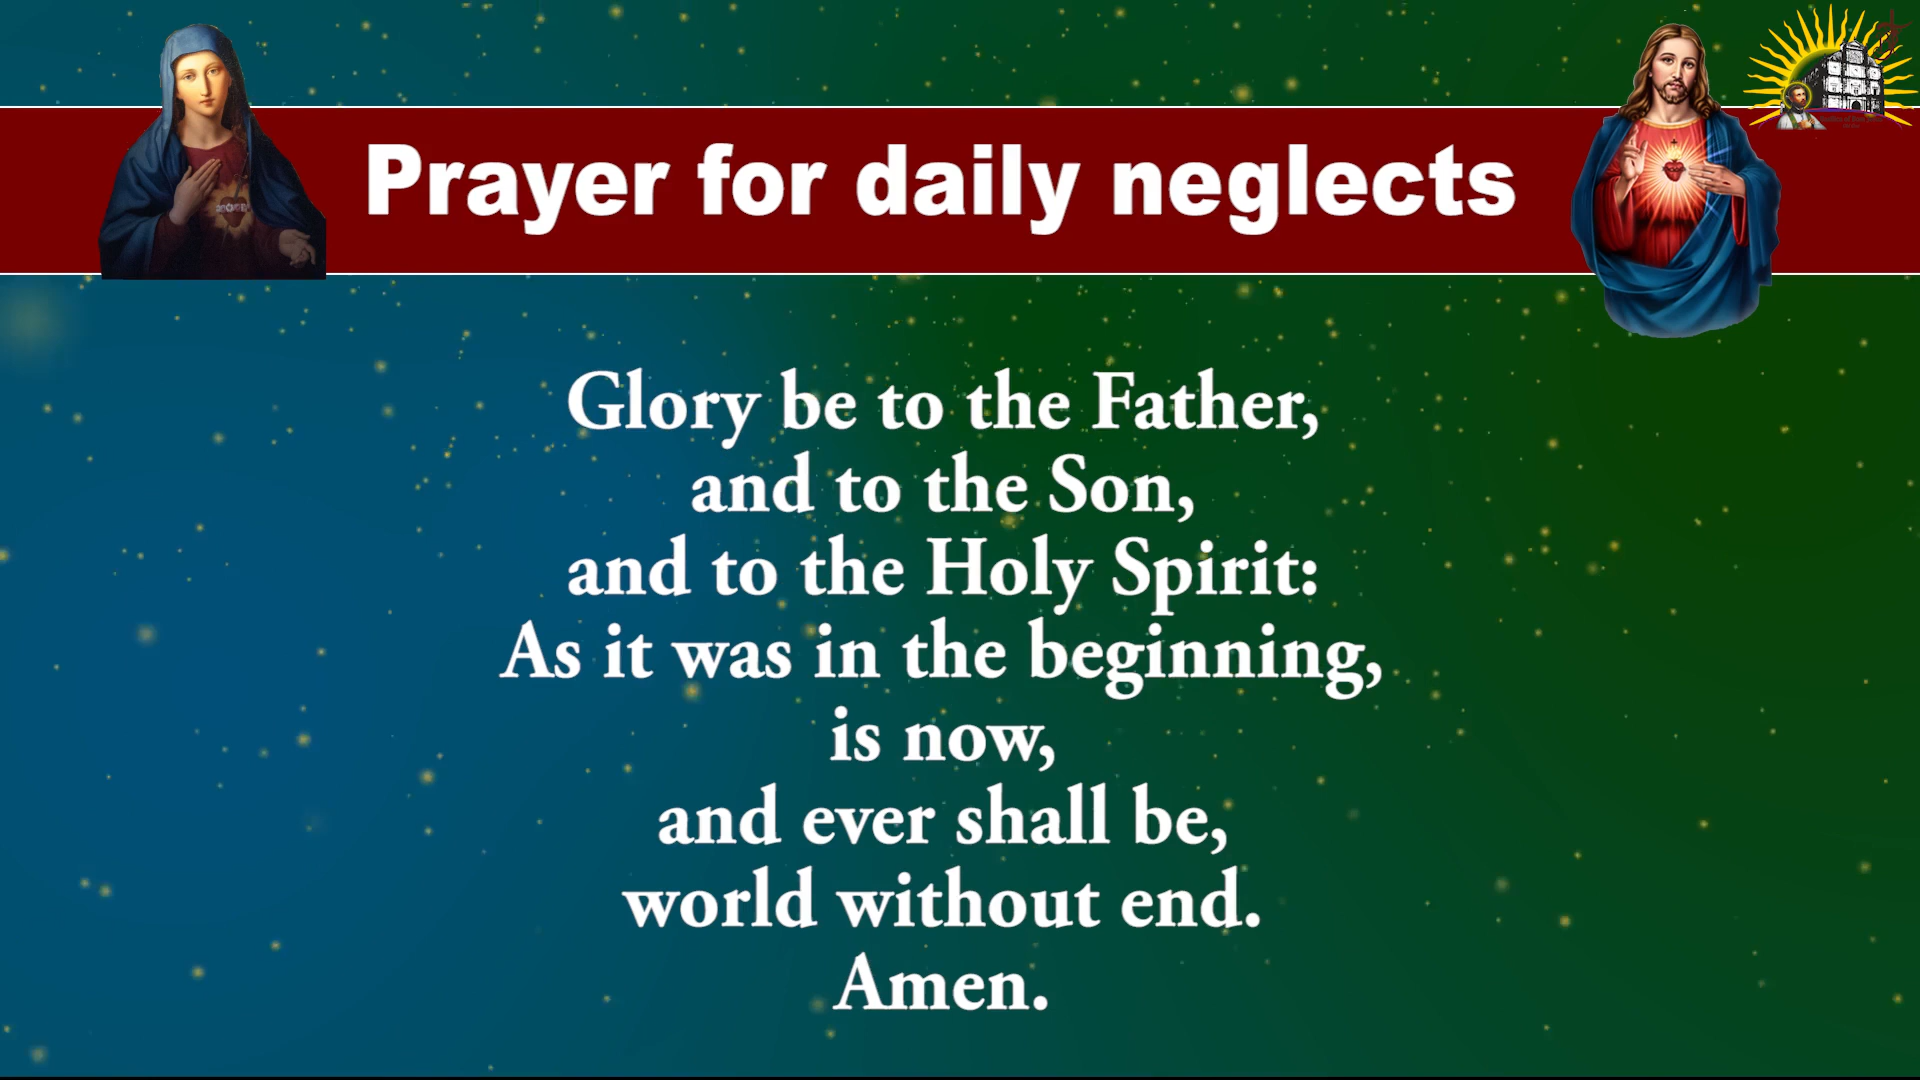 Prayer for daily neglects
Glory be to the Father,
and to the Son,
and to the Holy Spirit:
As it was in the beginning,
is now,
and ever shall be,
world without end.
Amen.